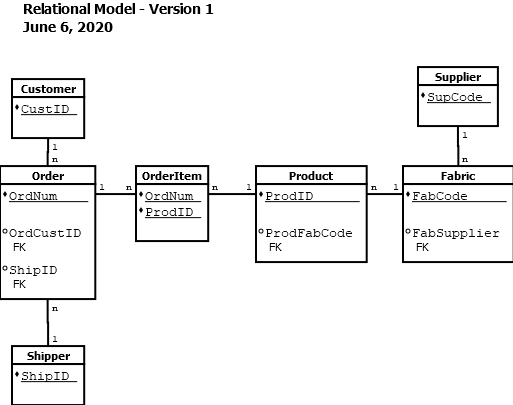 Relational Model - Version 1
June 6, 2020
Customer
CustID
Supplier
SupCode
1
n
1
n
Order
OrdNum
OrdCustID
FK
ShipID
FK
1
n
OrderItem
OrdNum
ProdID
n
1
Product
ProdID
ProdFabCode
FK
n
1
Fabric
FabCode
FabSupplier
FK
n
1
Shipper
ShipID